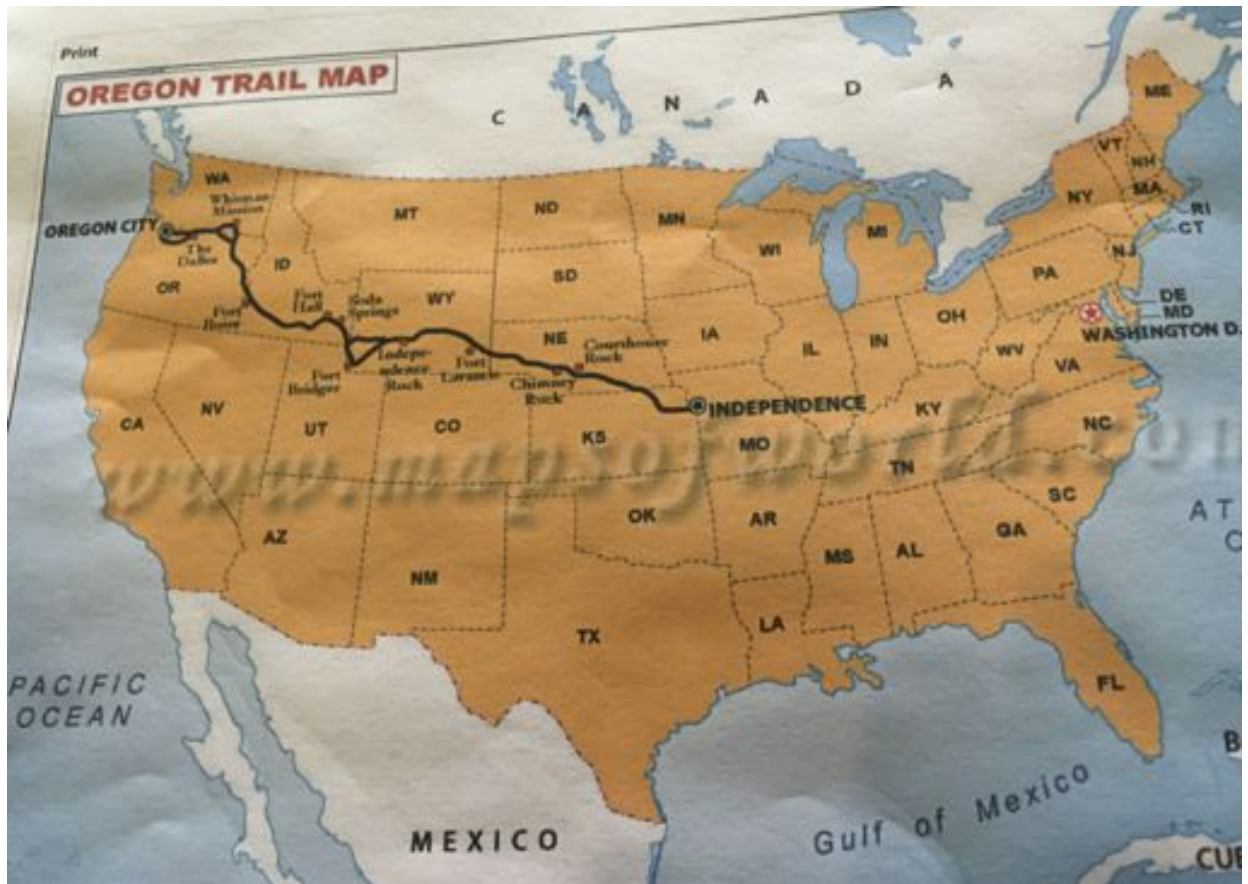 Print
OREGON TRAIL MAP
C A N A D A
ME
VT
NH
WA
MA
NY
Whitman
Mission
MT
ND
MN
RI
OREGON CITY
CT
WI
MI
NJ
The
Dalles
ID
SD
PA
OR
Fort
Hall
Soda
Springs
WY
DE
MD
OH
Fort
Boise
NE
IA
WASHINGTON D.
Courthouse
Rock
IL
IN
WV
VA
Indepe-
ndence
Rock
Fort
Laramie
Fort
Bridger
Chimney
Rock
INDEPENDENCE
KY
NV
CA
UT
CO
KS
MO
NC
www.mapsofworld.com
TN
SC
AT
OK
AR
GA
AZ
MS
AL
NM
TX
LA
PACIFIC
OCEAN
FL
Gulf of Mexico
MEXICO